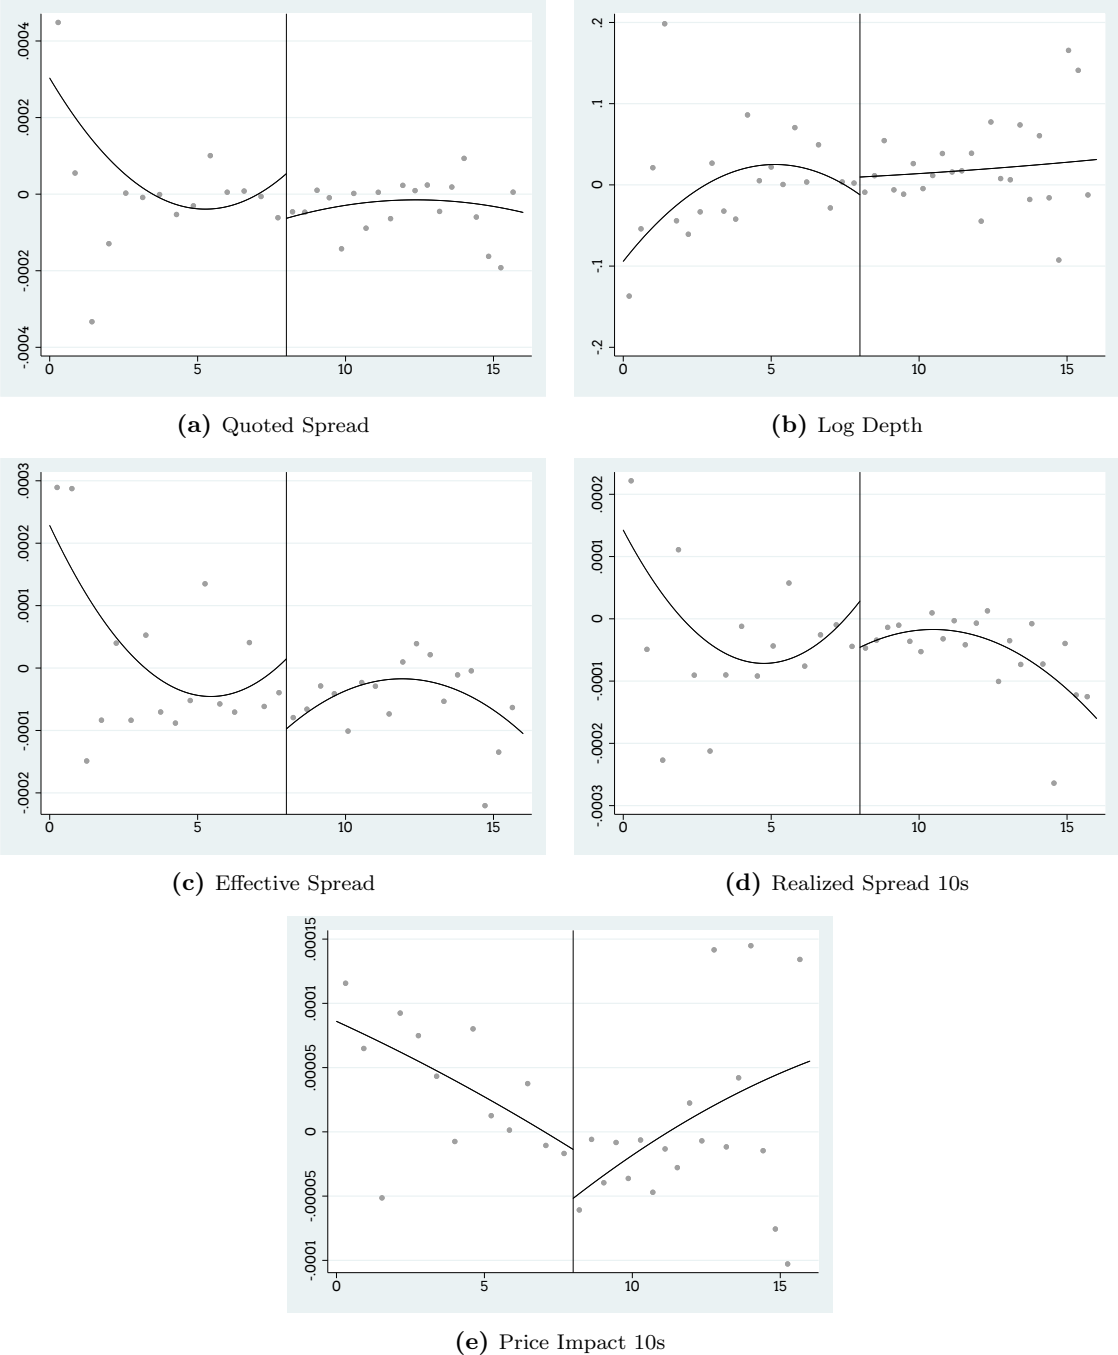 .0004
.0002
0
-.0002
-.0004
0 5 10 15
(a) Quoted Spread
.2
.1
0
-.1
-.2
0 5 10 15
(b) Log Depth
.0003
.0002
.0001
0
-.0001
-.0002
0 5 10 15
(c) Effective Spread
.0002
.0001
0
-.0001
-.0002
-.0003
0 5 10 15
(d) Realized Spread 10s
.00015
.0001
.00005
0
-.00005
-.0001
0 5 10 15
(e) Price Impact 10s